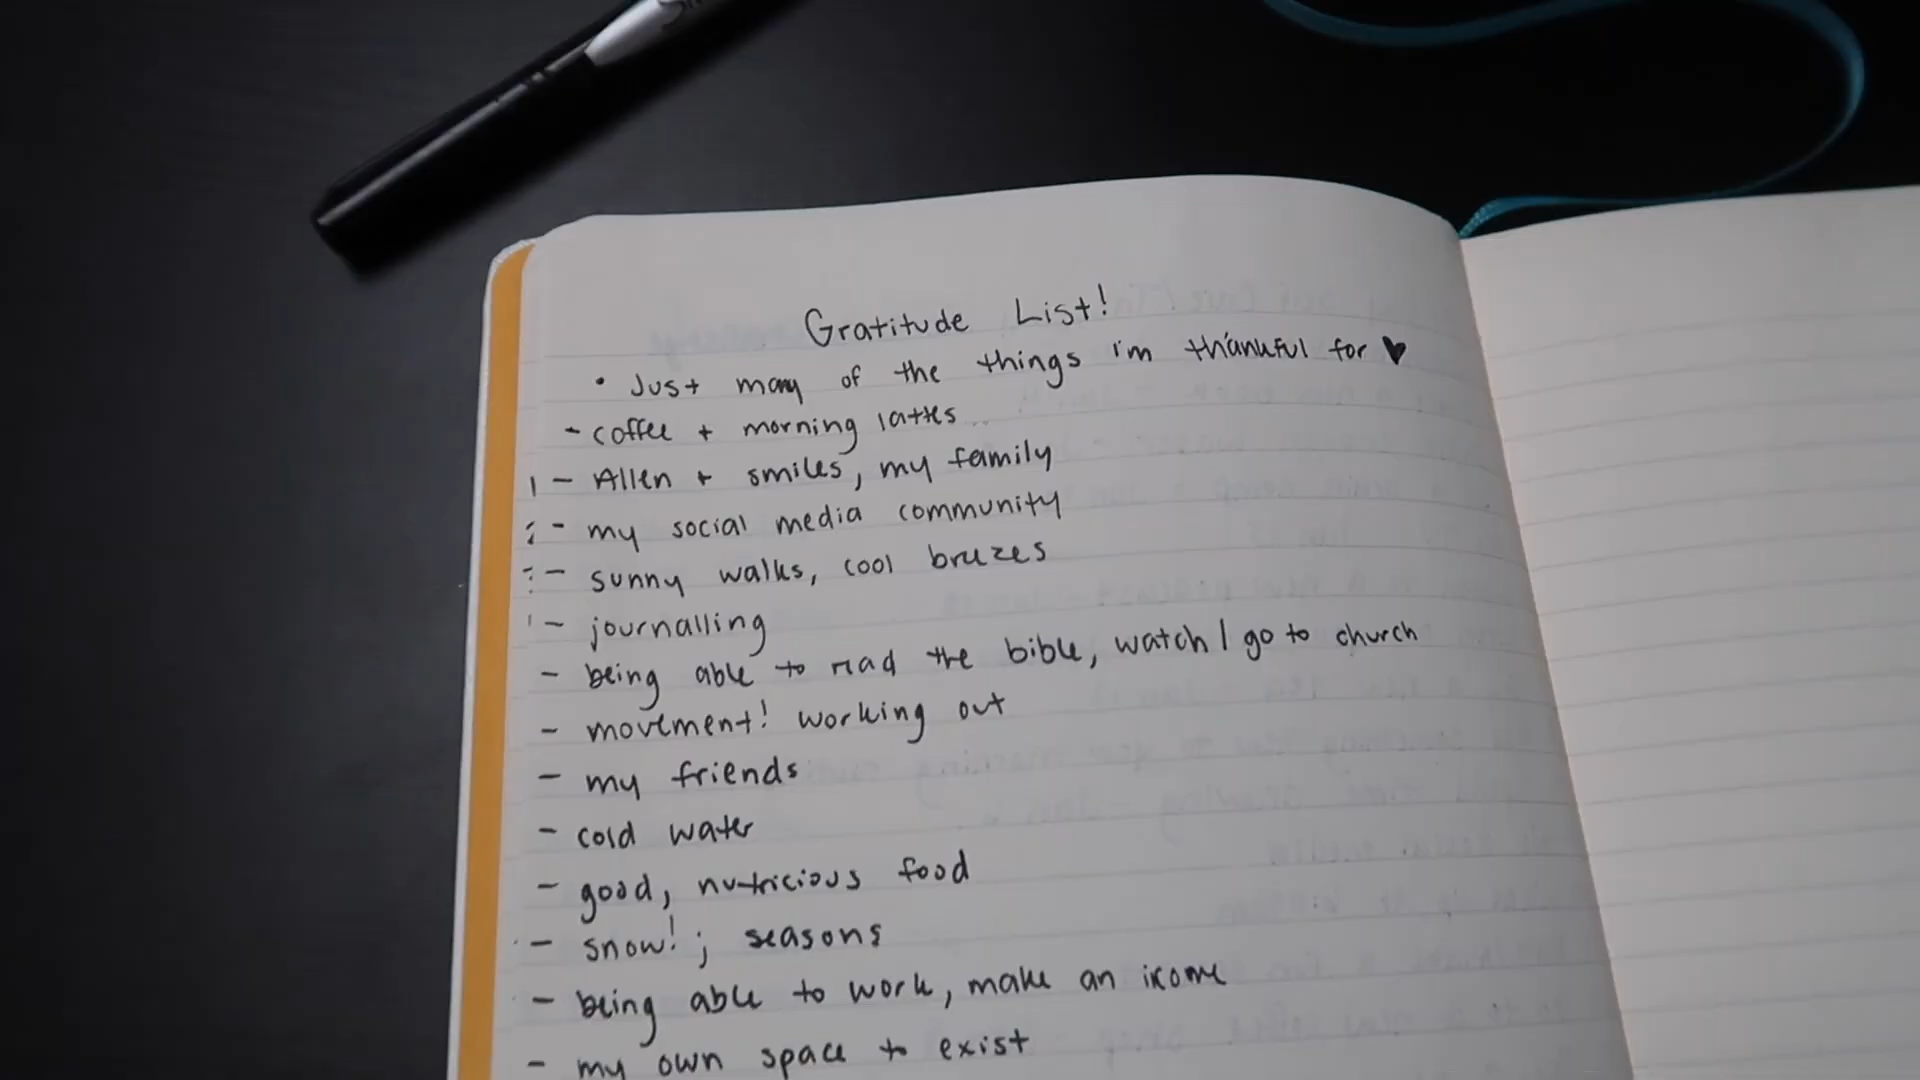 Gratitude List!
• Just many of the things i'm thankful for ♥
- coffee + morning lattes
- Allen + smiles, my family
- my social media community
- sunny walks, cool breezes
- journalling
- being able to read the bible, watch / go to church
- movement! working out
- my friends
- cold water
- good, nutricious food
- snow! ; seasons
- being able to work, make an icome
- my own space to exist